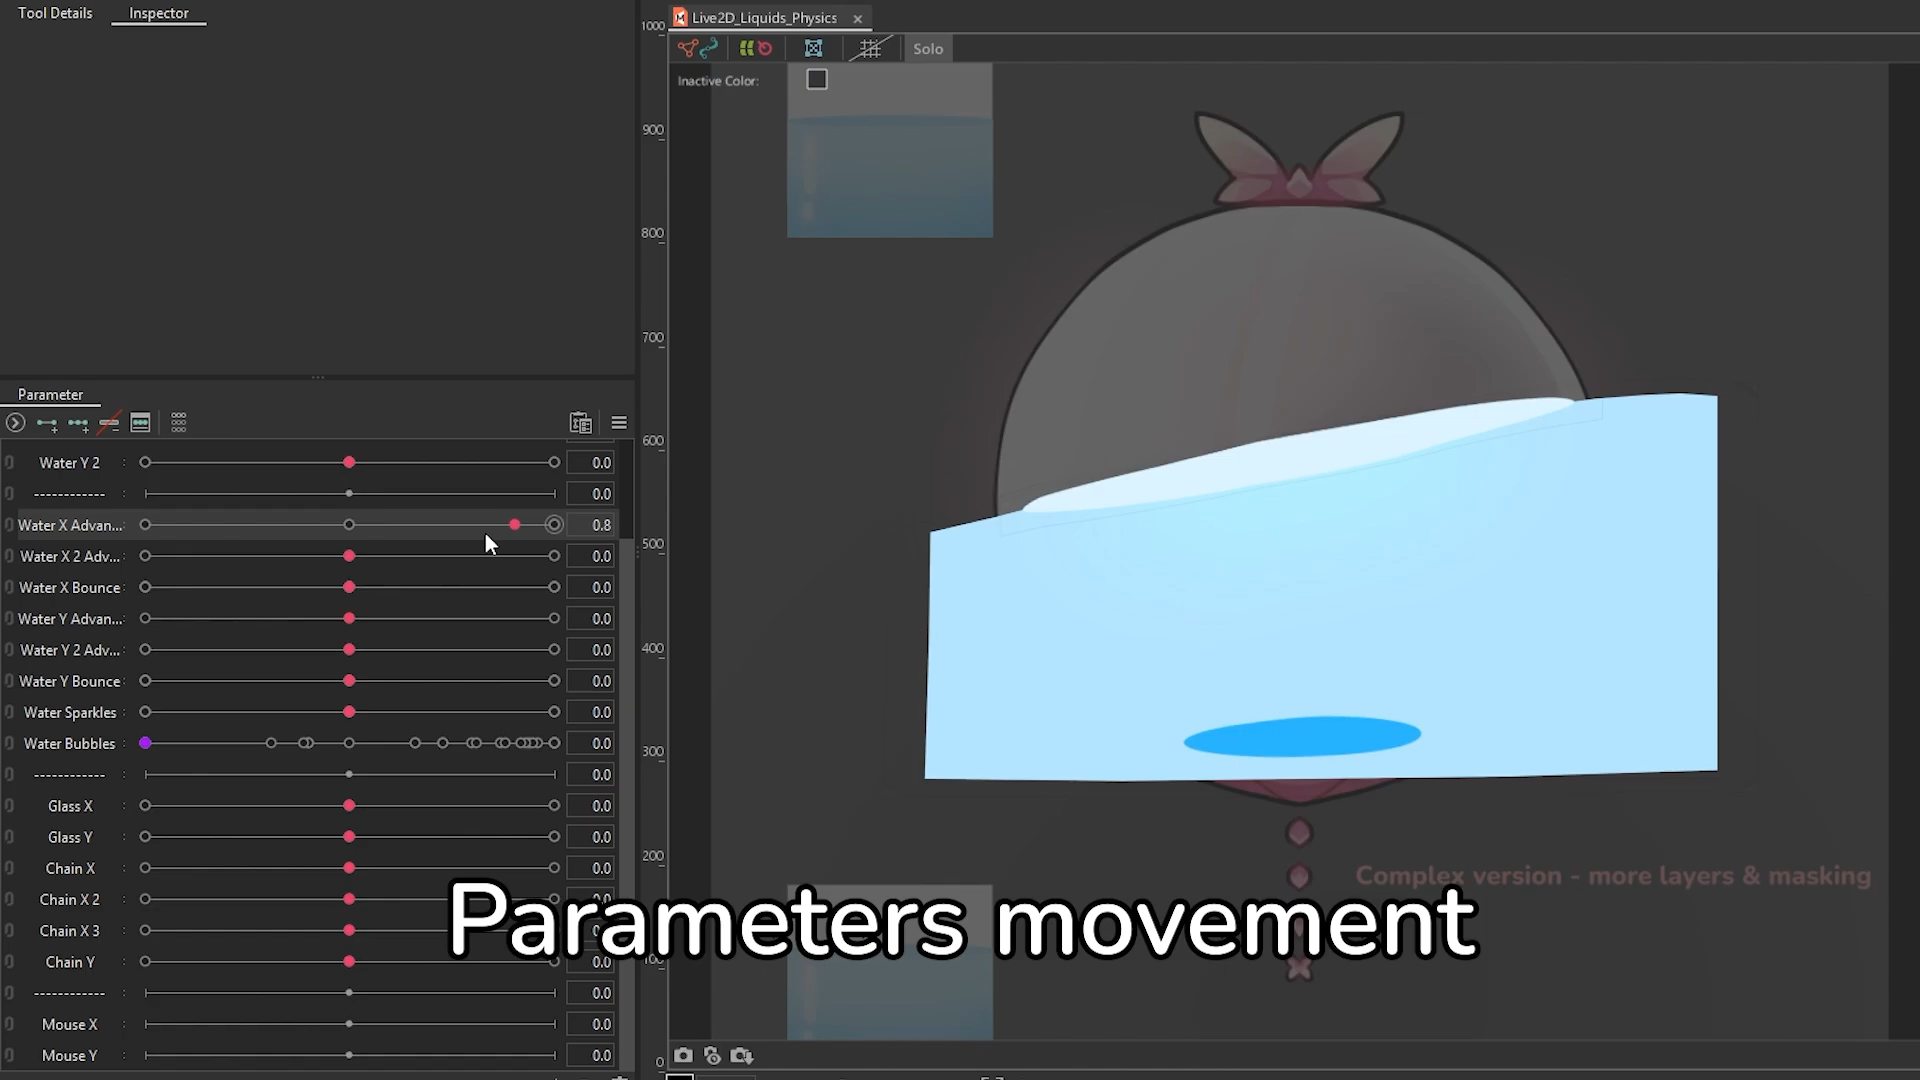 Tool Details
Inspector
Live2D_Liquids_Physics
Solo
Inactive Color:
1000
900
800
700
600
500
400
300
200
0
Parameter
Water Y 2 : 0.0
------------ : 0.0
Water X Advan... : 0.8
Water X 2 Adv... : 0.0
Water X Bounce : 0.0
Water Y Advan... : 0.0
Water Y 2 Adv... : 0.0
Water Y Bounce : 0.0
Water Sparkles : 0.0
Water Bubbles : 0.0
------------ : 0.0
Glass X : 0.0
Glass Y : 0.0
Chain X : 0.0
Chain X 2 :
Chain X 3 :
Chain Y : 0.0
------------ : 0.0
Mouse X : 0.0
Mouse Y : 0.0
Complex version - more layers & masking
Parameters movement